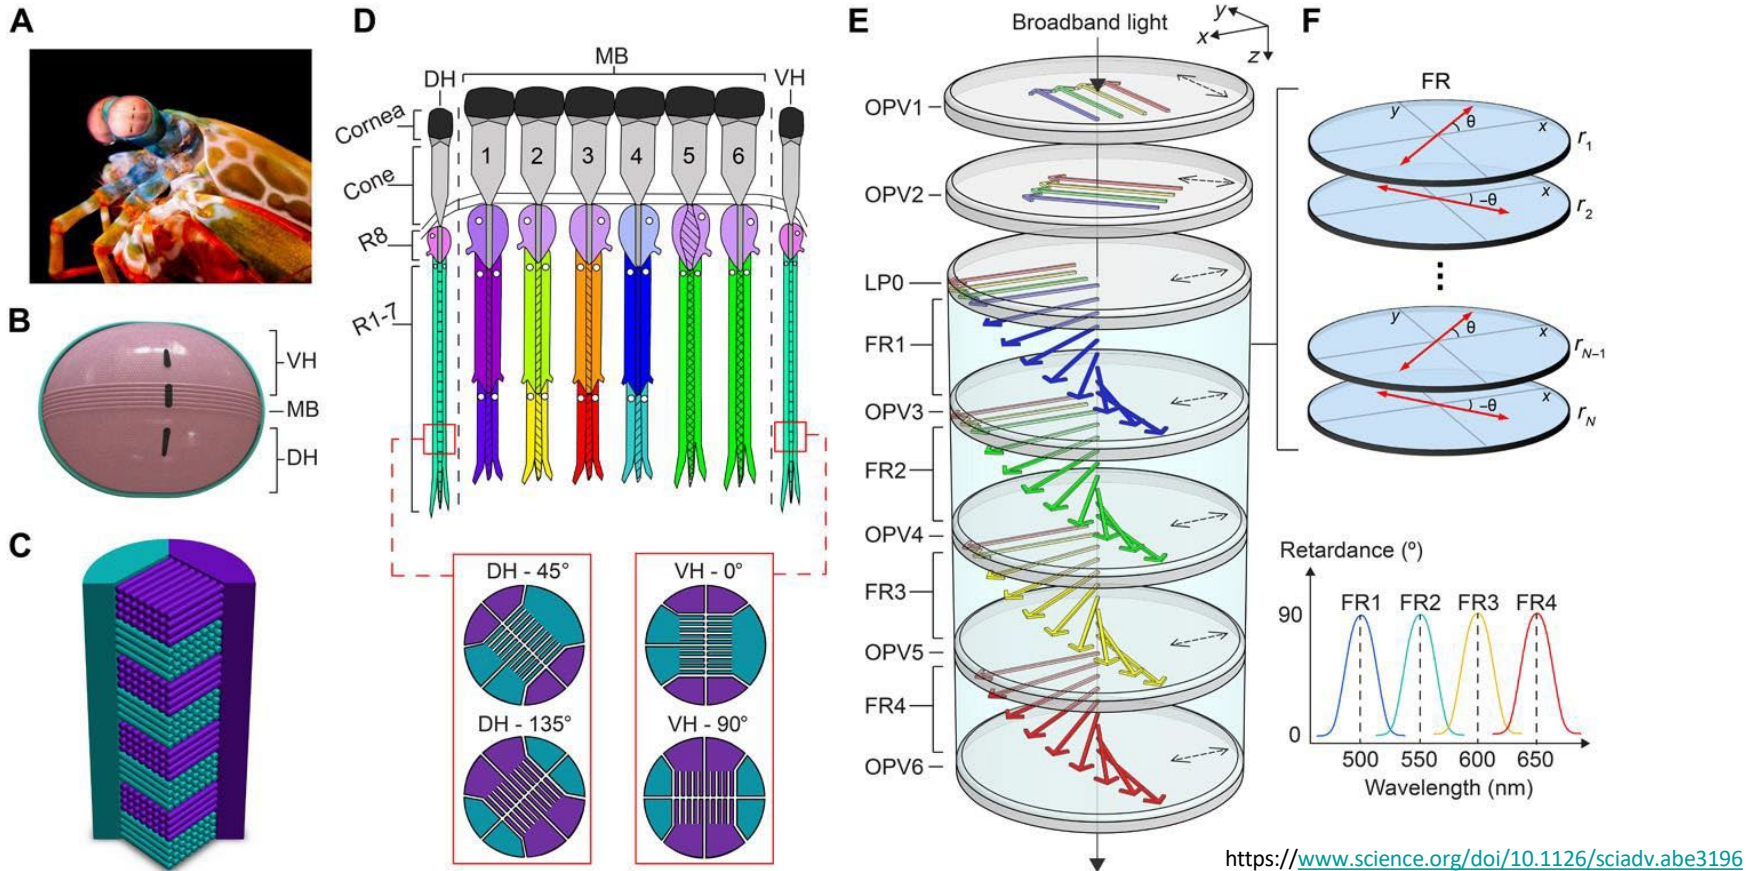 A
B
VH
MB
DH
C
D
MB
DH
VH
Cornea
Cone
R8
R1-7
1 2 3 4 5 6
DH - 45°
VH - 0°
DH - 135°
VH - 90°
E
Broadband light
y
x
z
OPV1
OPV2
LP0
FR1
OPV3
FR2
OPV4
FR3
OPV5
FR4
OPV6
F
FR
y θ x r1
-θ x r2
y θ x rN-1
-θ x rN
Retardance (º)
90
FR1 FR2 FR3 FR4
0
500 550 600 650
Wavelength (nm)
https://www.science.org/doi/10.1126/sciadv.abe3196